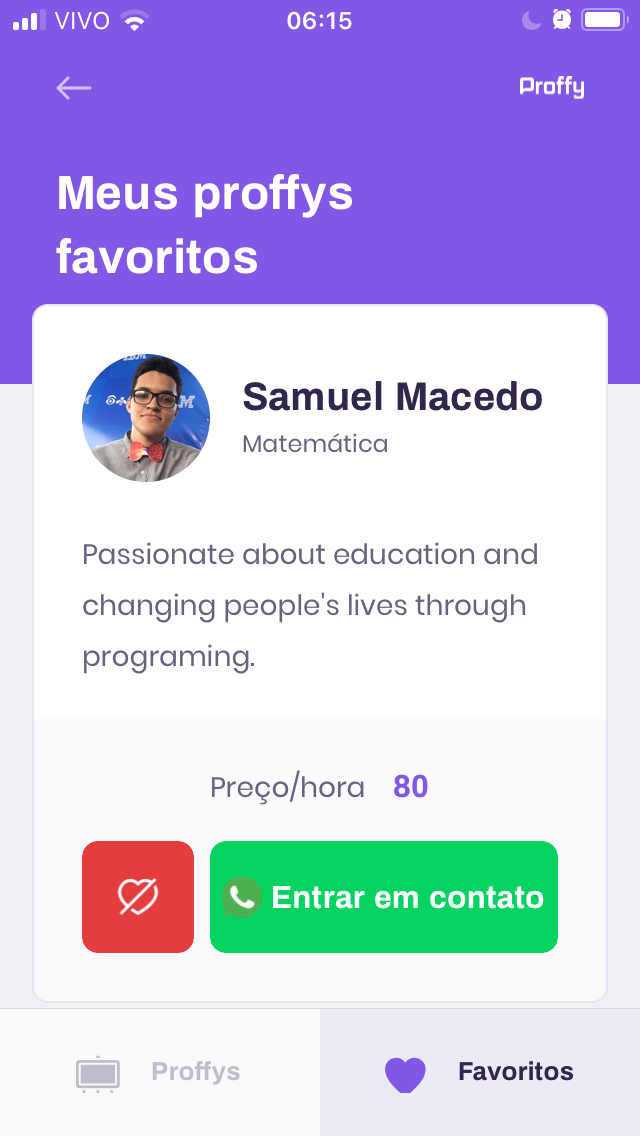 VIVO 06:15
Proffy
Meus proffys
favoritos
Samuel Macedo
Matemática
Passionate about education and
changing people's lives through
programing.
Preço/hora 80
Entrar em contato
Proffys Favoritos